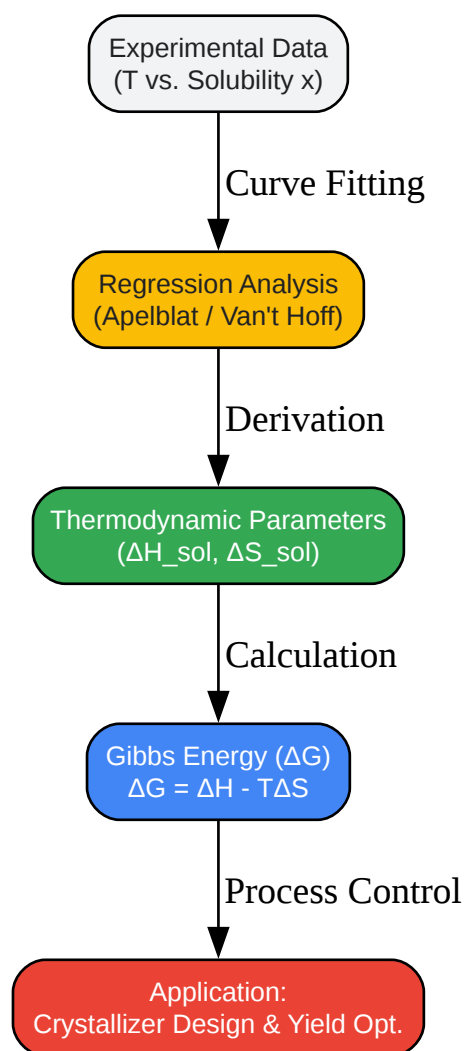 Experimental Data
(T vs. Solubility x)
Curve Fitting
Regression Analysis
(Apelblat / Van't Hoff)
Derivation
Thermodynamic Parameters
(ΔH_sol, ΔS_sol)
Calculation
Gibbs Energy (ΔG)
ΔG = ΔH - TΔS
Process Control
Application:
Crystallizer Design & Yield Opt.